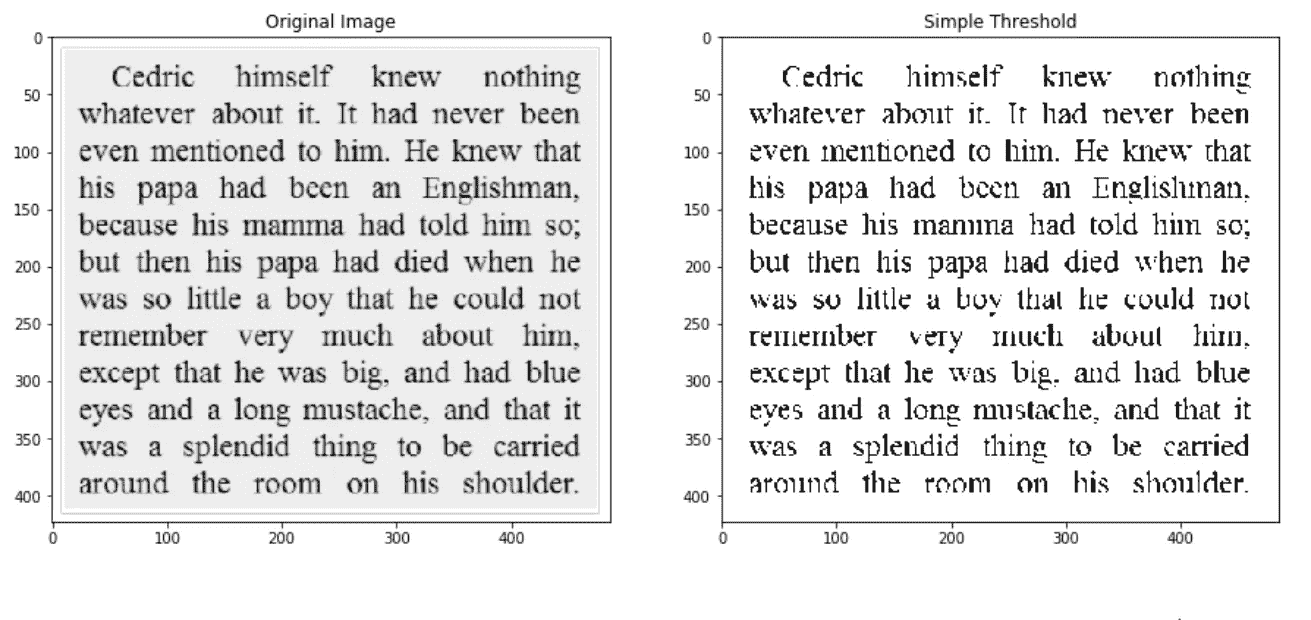 Original Image
0
50
100
150
200
250
300
350
400
0 100 200 300 400
Cedric himself knew nothing
whatever about it. It had never been
even mentioned to him. He knew that
his papa had been an Englishman,
because his mamma had told him so;
but then his papa had died when he
was so little a boy that he could not
remember very much about him,
except that he was big, and had blue
eyes and a long mustache, and that it
was a splendid thing to be carried
around the room on his shoulder.
Simple Threshold
0
50
100
150
200
250
300
350
400
0 100 200 300 400
Cedric himself knew nothing
whatever about it. It had never been
even mentioned to him. He knew that
his papa had been an Englishman,
because his mamma had told him so;
but then his papa had died when he
was so little a boy that he could not
remember very much about him,
except that he was big, and had blue
eyes and a long mustache, and that it
was a splendid thing to be carried
around the room on his shoulder.